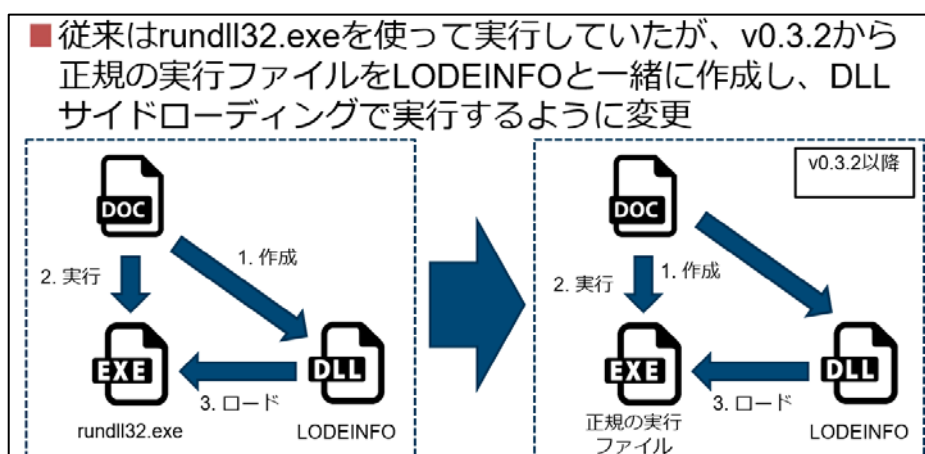 ■従来はrundll32.exeを使って実行していたが、v0.3.2から
正規の実行ファイルをLODEINFOと一緒に作成し、DLL
サイドローディングで実行するように変更
DOC
1. 作成
2. 実行
EXE
DLL
3. ロード
rundll32.exe
LODEINFO
v0.3.2以降
DOC
1. 作成
2. 実行
EXE
DLL
3. ロード
正規の実行
ファイル
LODEINFO